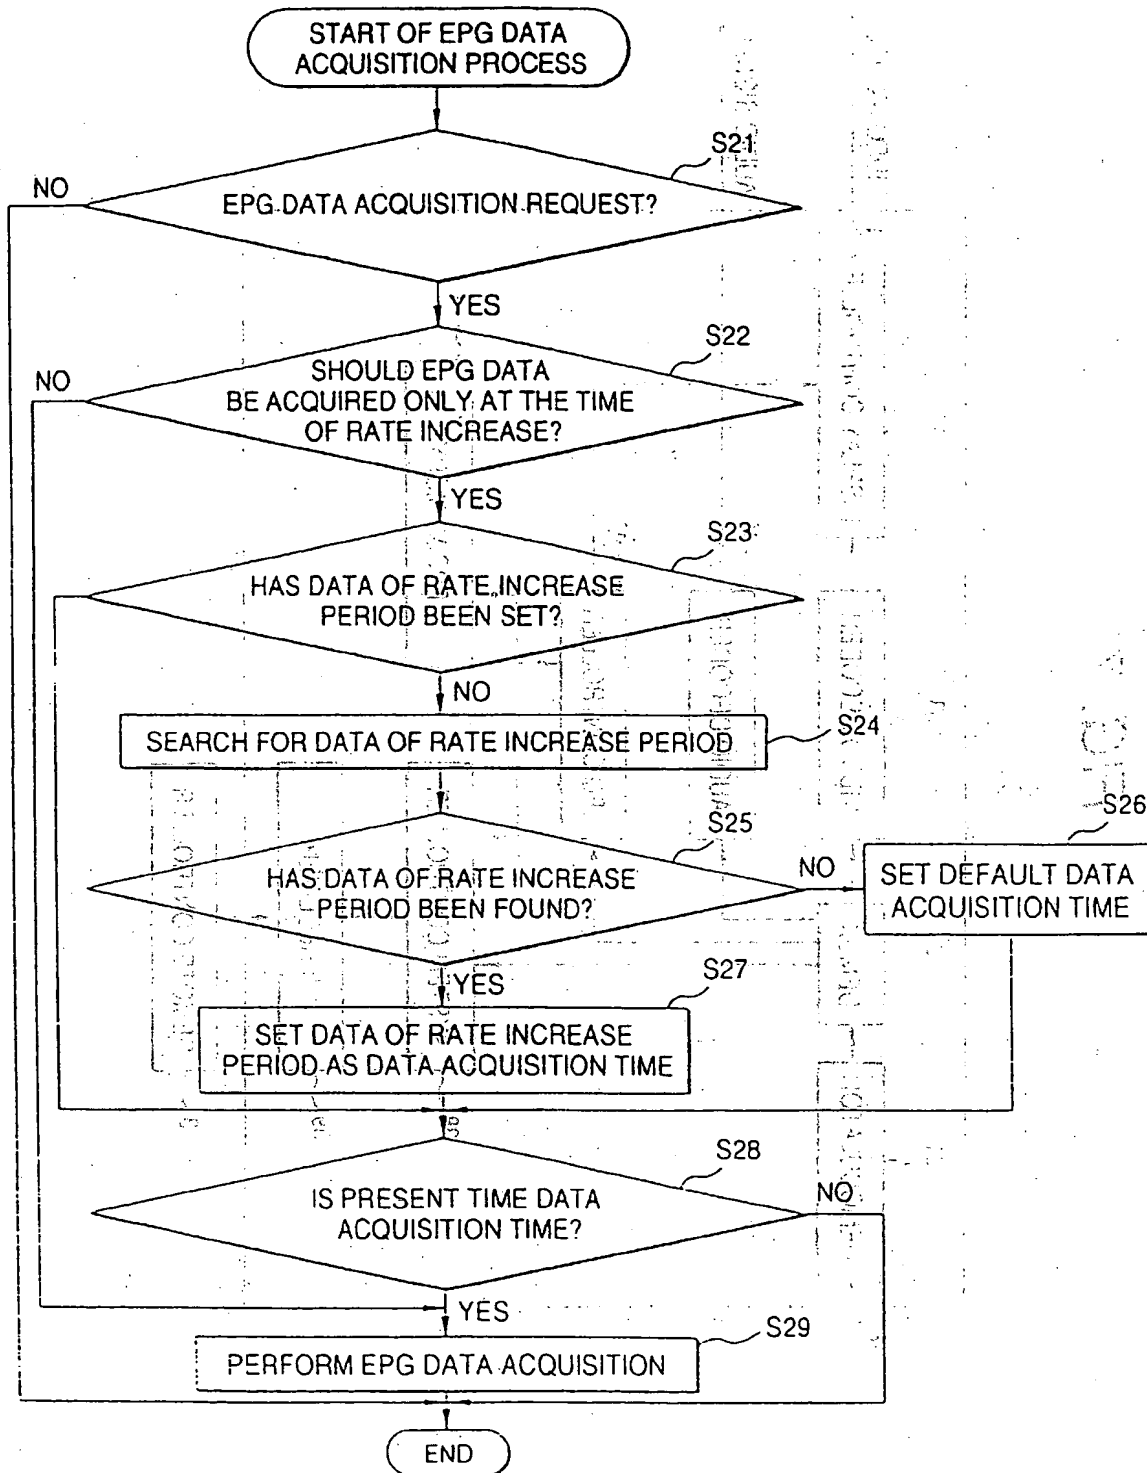 START OF EPG DATA
ACQUISITION PROCESS
S21
NO
EPG DATA ACQUISITION REQUEST?
YES
S22
NO
SHOULD EPG DATA
BE ACQUIRED ONLY AT THE TIME
OF RATE INCREASE?
YES
S23
HAS DATA OF RATE INCREASE
PERIOD BEEN SET?
NO
SEARCH FOR DATA OF RATE INCREASE PERIOD
S24
S25
HAS DATA OF RATE INCREASE
PERIOD BEEN FOUND?
NO
S26
SET DEFAULT DATA
ACQUISITION TIME
YES
S27
SET DATA OF RATE INCREASE
PERIOD AS DATA ACQUISITION TIME
S28
IS PRESENT TIME DATA
ACQUISITION TIME?
NO
YES
S29
PERFORM EPG DATA ACQUISITION
END